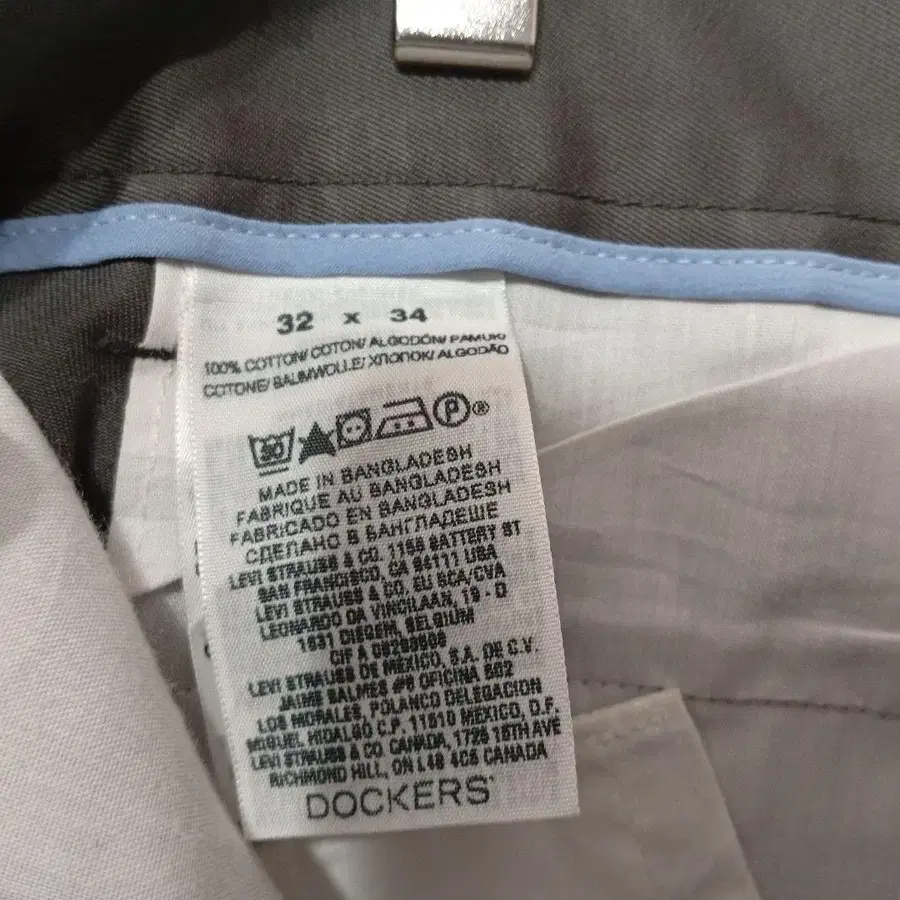 32 x 34
100% COTTON/ COTON/ ALGODÓN/ PAMUK/
COTONE/ BAUMWOLLE/ ХЛОПОК/ ALGODÃO
30 P ®
MADE IN BANGLADESH
FABRIQUE AU BANGLADESH
FABRICADO EN BANGLADESH
СДЕЛАНО В БАНГЛАДЕШЕ
LEVI STRAUSS & CO. 1155 BATTERY ST
SAN FRANCISCO, CA 94111 USA
LEVI STRAUSS & CO. EU BCA/CVA
LEONARDO DA VINCILAAN, 19 - D
1831 DIEGEM, BELGIUM
CIF A
LEVI STRAUSS DE MEXICO, S.A. DE C.V.
JAIME BALMES #8 OFICINA 602
LOS MORALES, POLANCO DELEGACION
MIGUEL HIDALGO C.P. 11510 MEXICO, D.F.
LEVI STRAUSS & CO. CANADA, 1725 16TH AVE
RICHMOND HILL, ON L4B 4C6 CANADA
DOCKERS